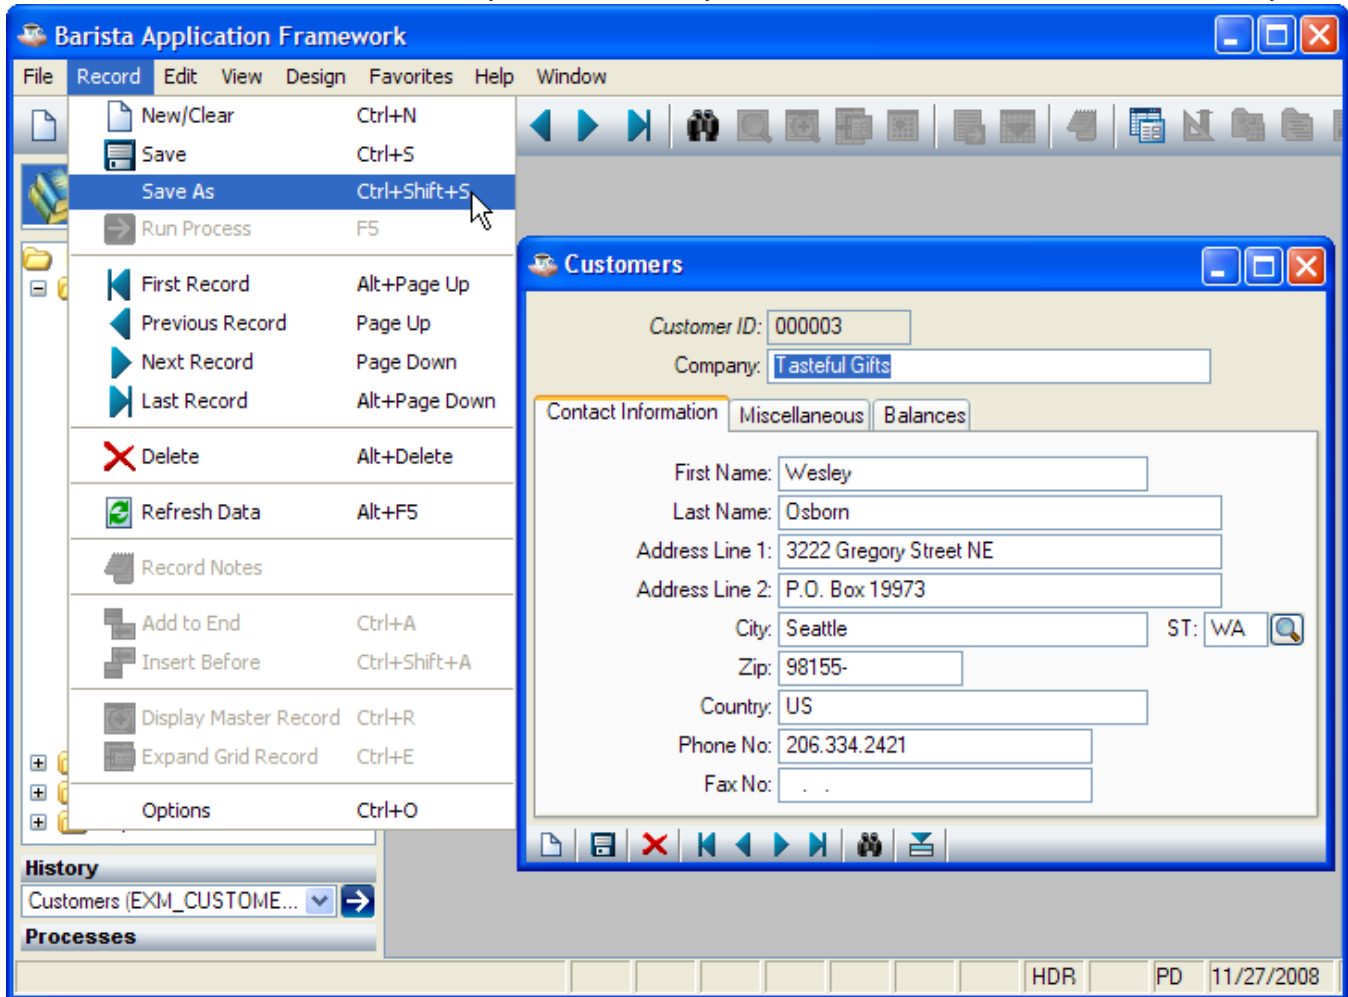 Barista Application Framework
File Record Edit View Design Favorites Help Window
New/Clear Ctrl+N
Save Ctrl+S
Save As Ctrl+Shift+S
Run Process F5
First Record Alt+Page Up
Previous Record Page Up
Next Record Page Down
Last Record Alt+Page Down
Delete Alt+Delete
Refresh Data Alt+F5
Record Notes
Add to End Ctrl+A
Insert Before Ctrl+Shift+A
Display Master Record Ctrl+R
Expand Grid Record Ctrl+E
Options Ctrl+O
Customers
Customer ID: 000003
Company: Tasteful Gifts
Contact Information Miscellaneous Balances
First Name: Wesley
Last Name: Osborn
Address Line 1: 3222 Gregory Street NE
Address Line 2: P.O. Box 19973
City: Seattle ST: WA
Zip: 98155-
Country: US
Phone No: 206.334.2421
Fax No: . .
History
Customers (EXM_CUSTOME...
Processes
HDR PD 11/27/2008